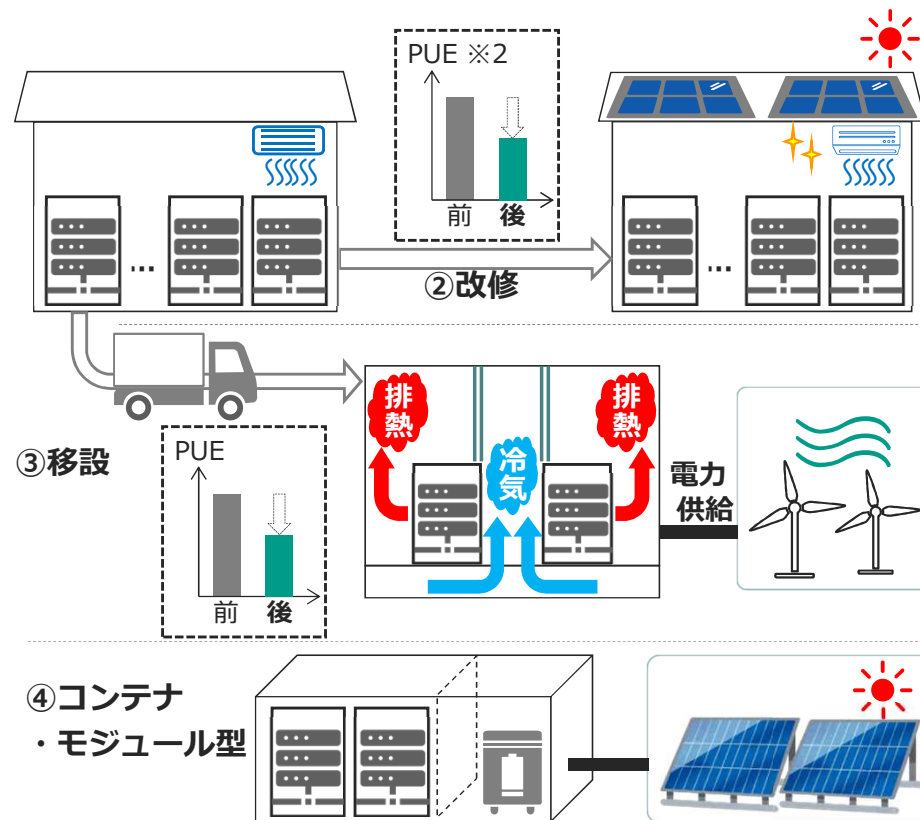 PUE ※2
前
後
②改修
排熱
排熱
冷気
③移設
PUE
前
後
電力
供給
④コンテナ
・モジュール型